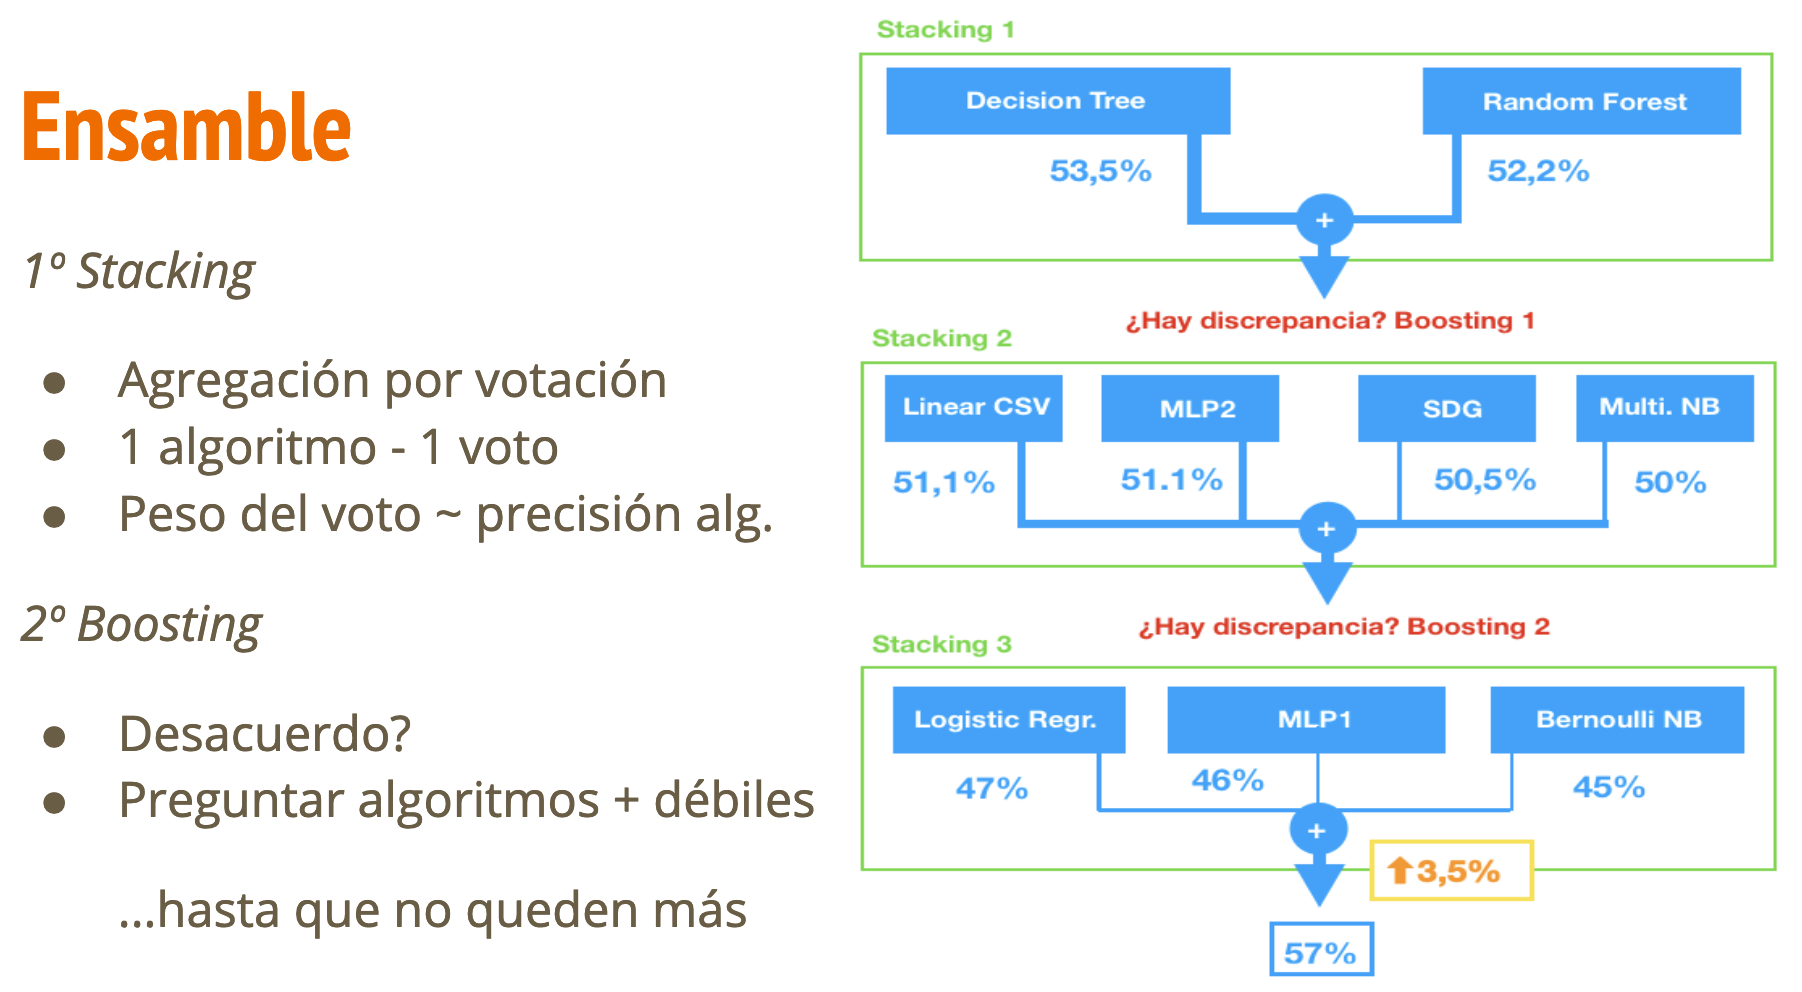 Ensamble
1º Stacking
● Agregación por votación
● 1 algoritmo - 1 voto
● Peso del voto ~ precisión alg.
2º Boosting
● Desacuerdo?
● Preguntar algoritmos + débiles
...hasta que no queden más
Stacking 1
Decision Tree
Random Forest
53,5%
52,2%
+
¿Hay discrepancia? Boosting 1
Stacking 2
Linear CSV
MLP2
SDG
Multi. NB
51,1%
51.1%
50,5%
50%
+
¿Hay discrepancia? Boosting 2
Stacking 3
Logistic Regr.
MLP1
Bernoulli NB
47%
46%
45%
+
3,5%
57%